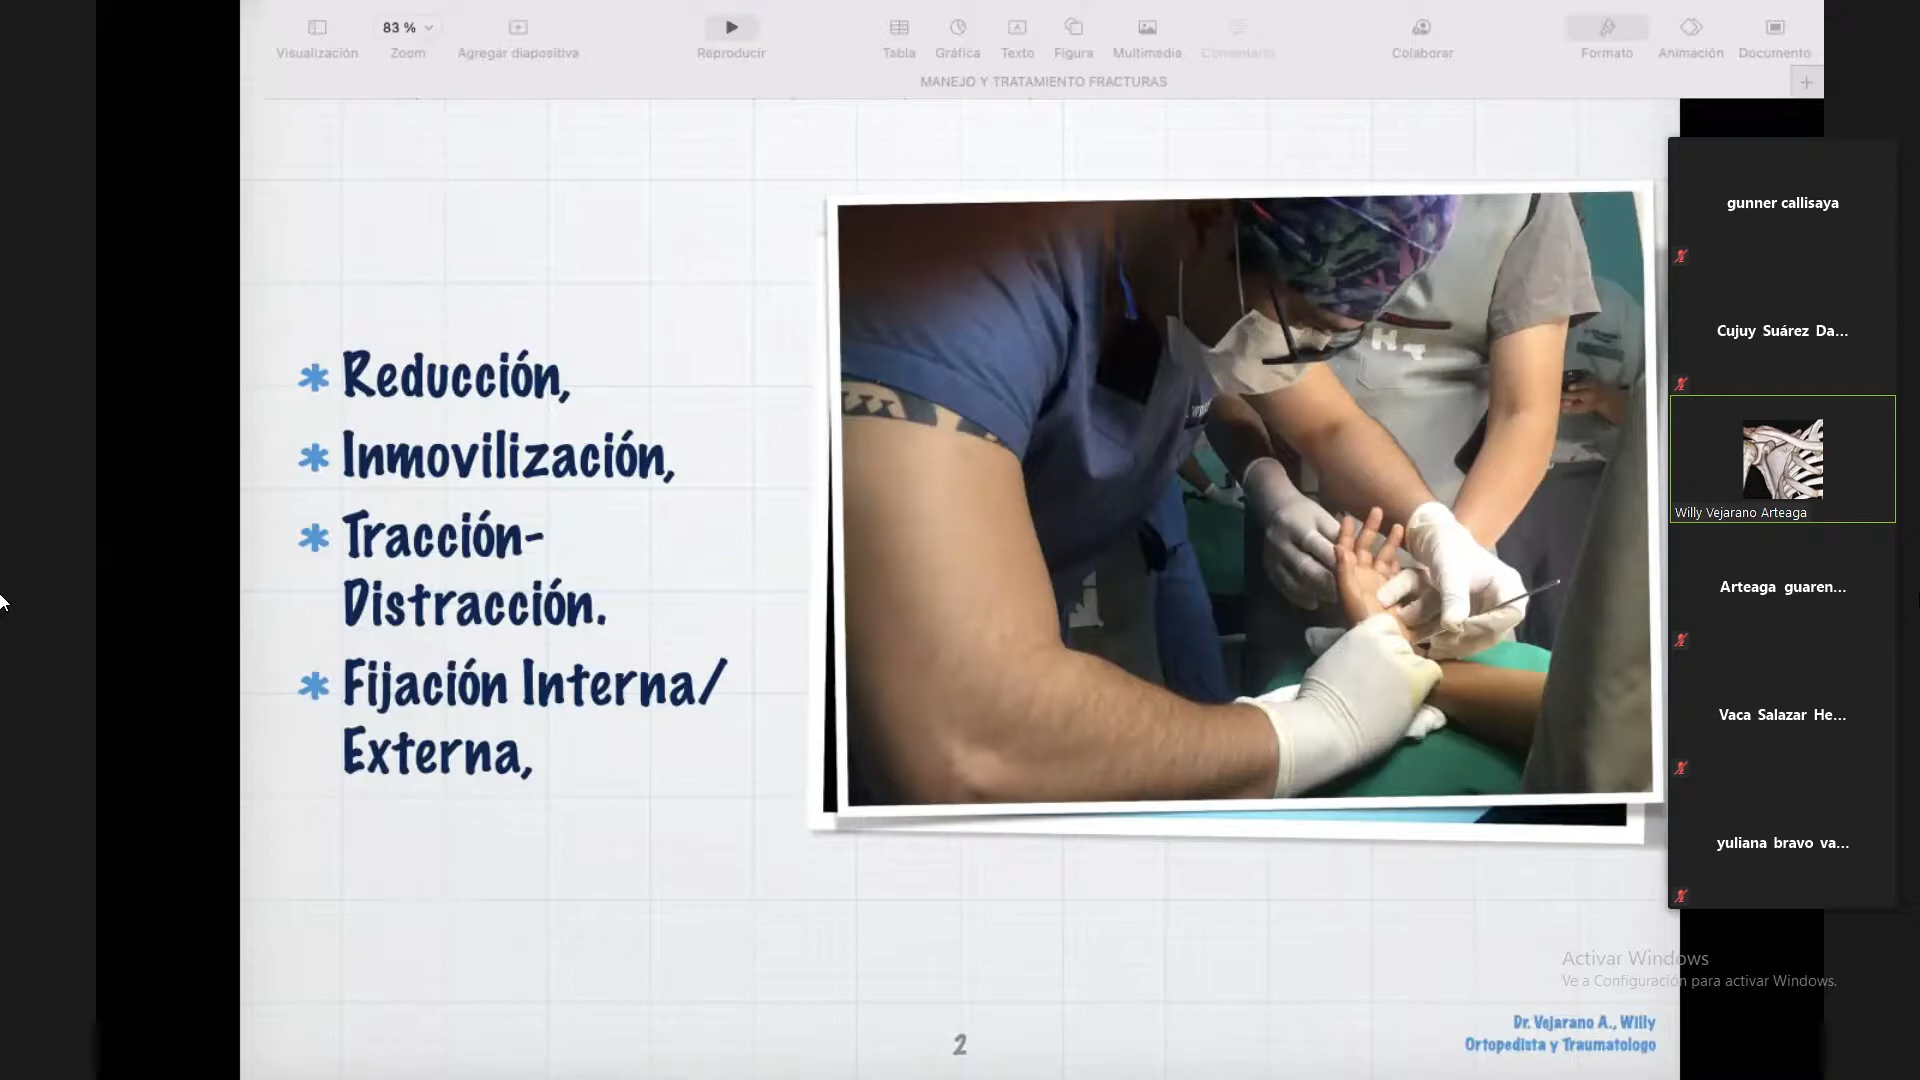 83 %
Visualización
Zoom
Agregar diapositiva
Reproducir
Tabla
Gráfica
Texto
Figura
Multimedia
Comentario
Colaborar
Formato
Animación
Documento
MANEJO Y TRATAMIENTO FRACTURAS
* Reducción,
* Inmovilización,
* Tracción-
Distracción.
* Fijación Interna/
Externa,
gunner callisaya
Cujuy Suárez Da...
Willy Vejarano Arteaga
Arteaga guaren...
Vaca Salazar He...
yuliana bravo va...
Activar Windows
Ve a Configuración para activar Windows.
2
Dr. Vejarano A., Willy
Ortopedista y Traumatologo